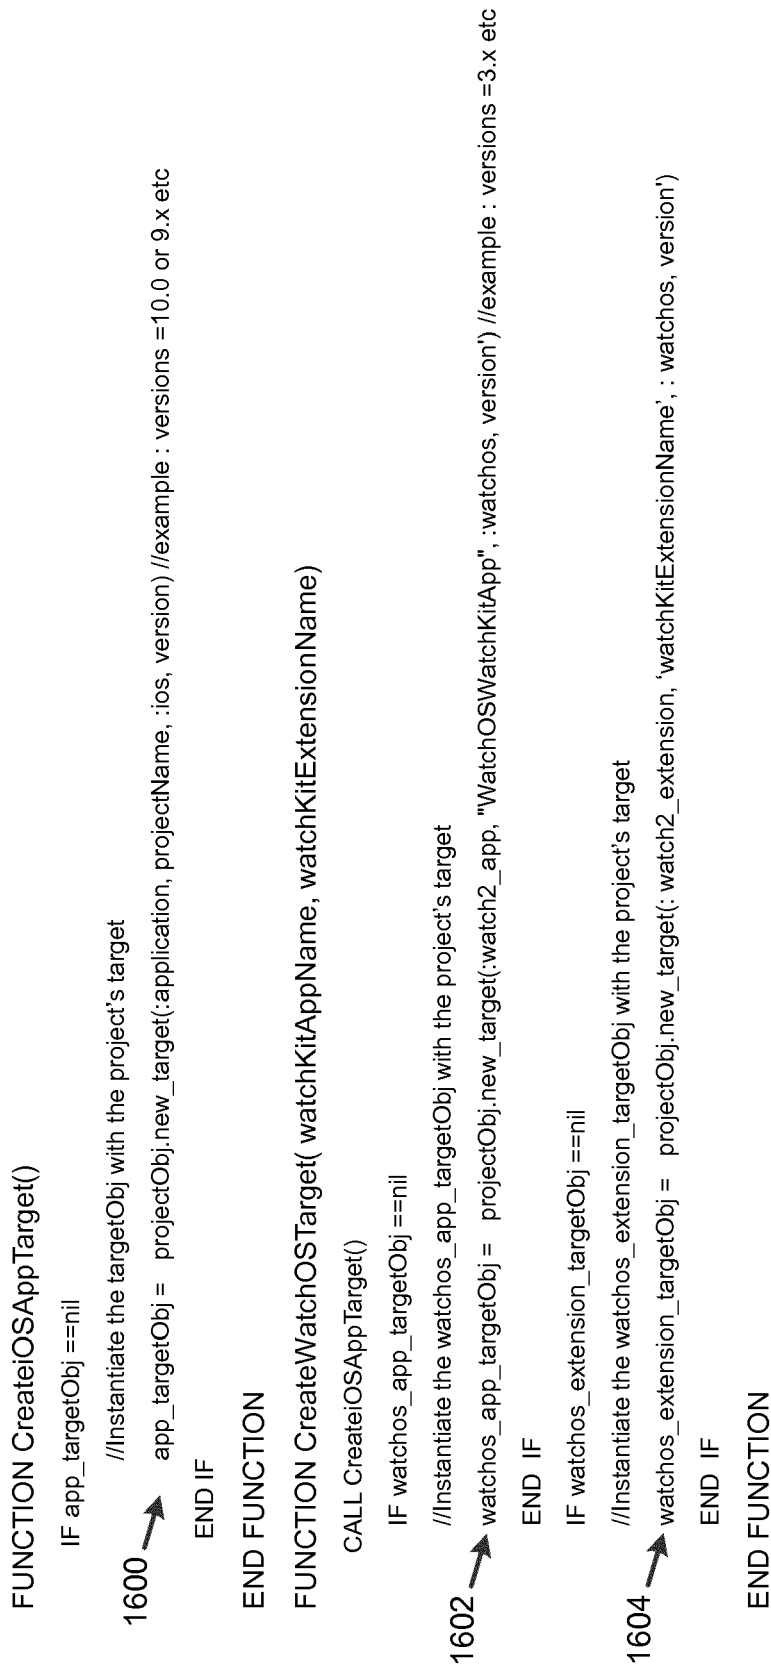 FUNCTION CreateiOSAppTarget()
IF app_targetObj ==nil
//Instantiate the targetObj with the project's target
1600
app_targetObj = projectObj.new_target(:application, projectName, :ios, version) //example : versions =10.0 or 9.x etc
END IF
END FUNCTION
FUNCTION CreateWatchOSTarget( watchKitAppName, watchKitExtensionName)
CALL CreateiOSAppTarget()
IF watchos_app_targetObj ==nil
//Instantiate the watchos_app_targetObj with the project's target
1602
watchos_app_targetObj = projectObj.new_target(:watch2_app, "WatchOSWatchKitApp", :watchos, version') //example : versions =3.x etc
END IF
IF watchos_extension_targetObj ==nil
//Instantiate the watchos_extension_targetObj with the project's target
1604
watchos_extension_targetObj = projectObj.new_target(: watch2_extension, ‘watchKitExtensionName’, : watchos, version')
END IF
END FUNCTION